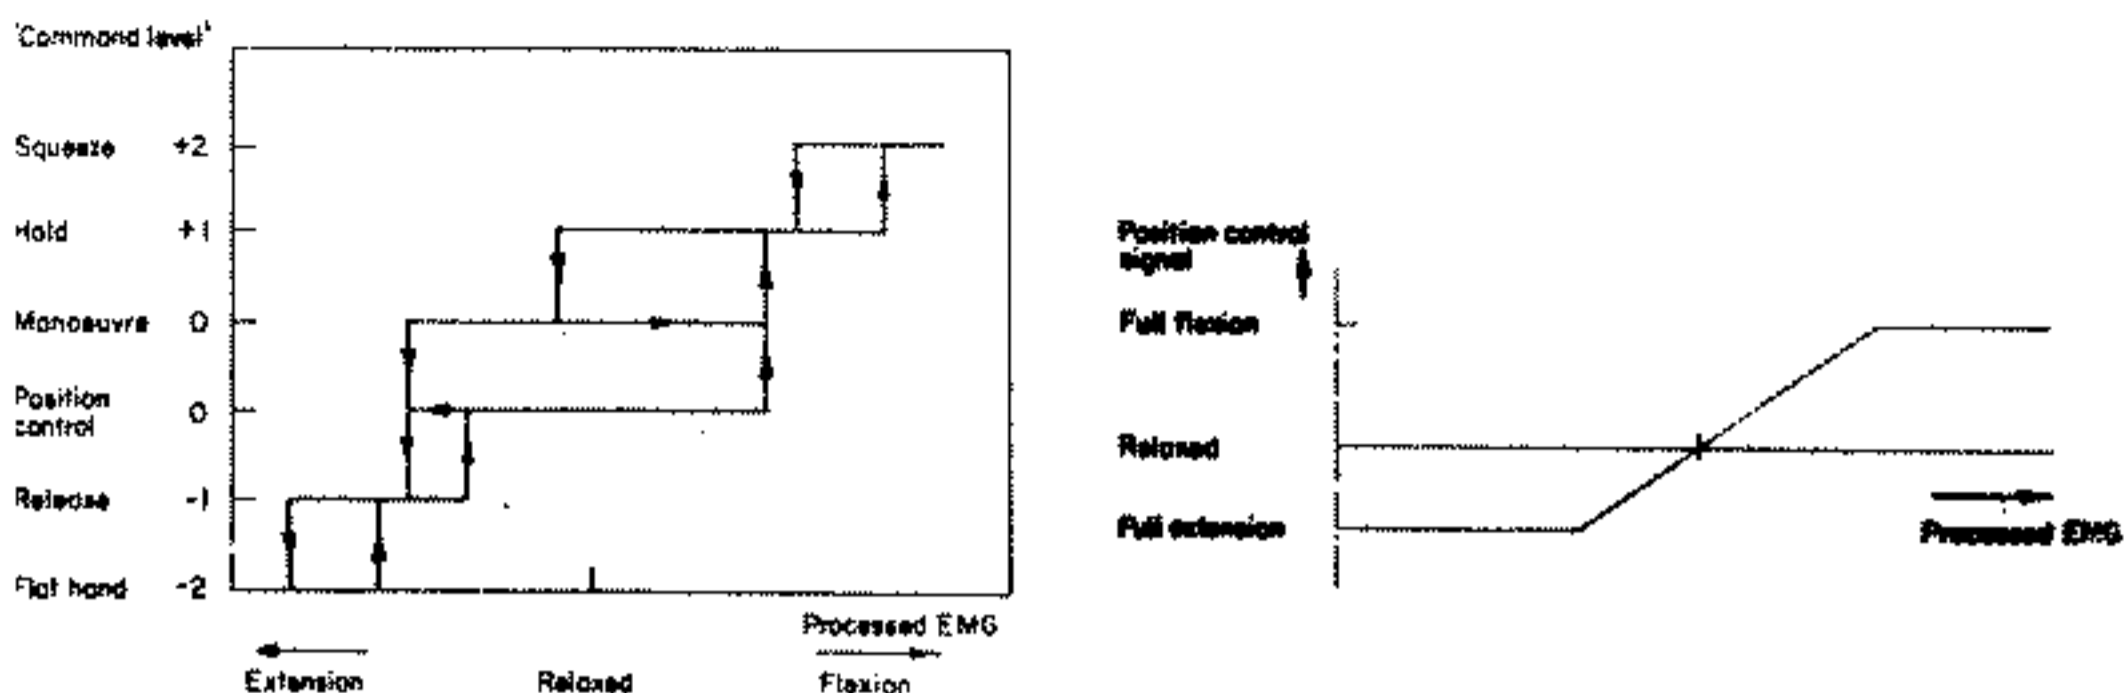 'Command level'
Squeeze +2
Hold +1
Manoeuvre 0
Position
control 0
Release -1
Flat hand -2
Processed EMG
Extension Relaxed Flexion
Position control
signal
Full flexion
Relaxed
Full extension
Processed EMG